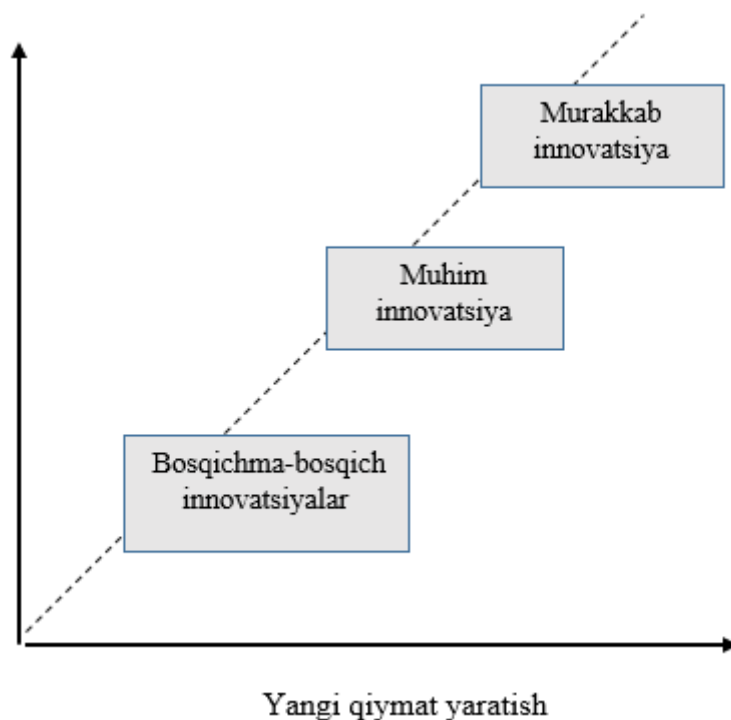 Murakkab
innovatsiya
Muhim
innovatsiya
Bosqichma-bosqich
innovatsiyalar
Yangi qiymat yaratish